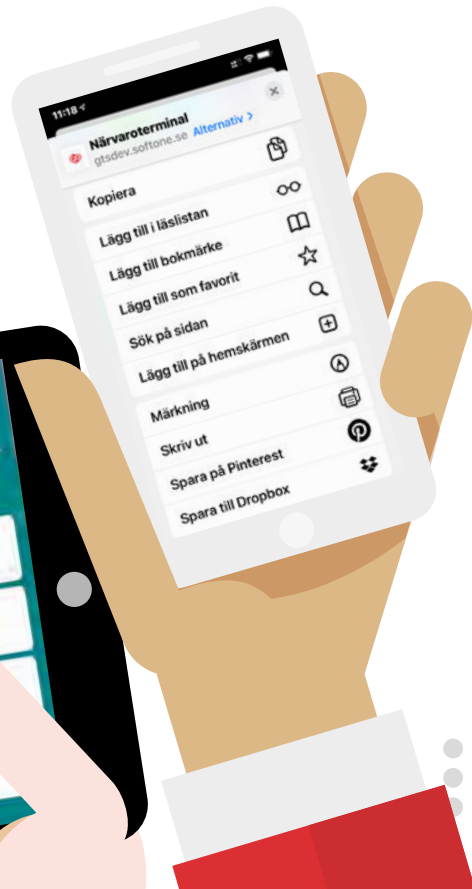 11:18
Närvaroterminal
gtsdev.softone.se Alternativ >
Kopiera
Lägg till i läslistan
Lägg till bokmärke
Lägg till som favorit
Sök på sidan
Lägg till på hemskärmen
Märkning
Skriv ut
Spara på Pinterest
Spara till Dropbox